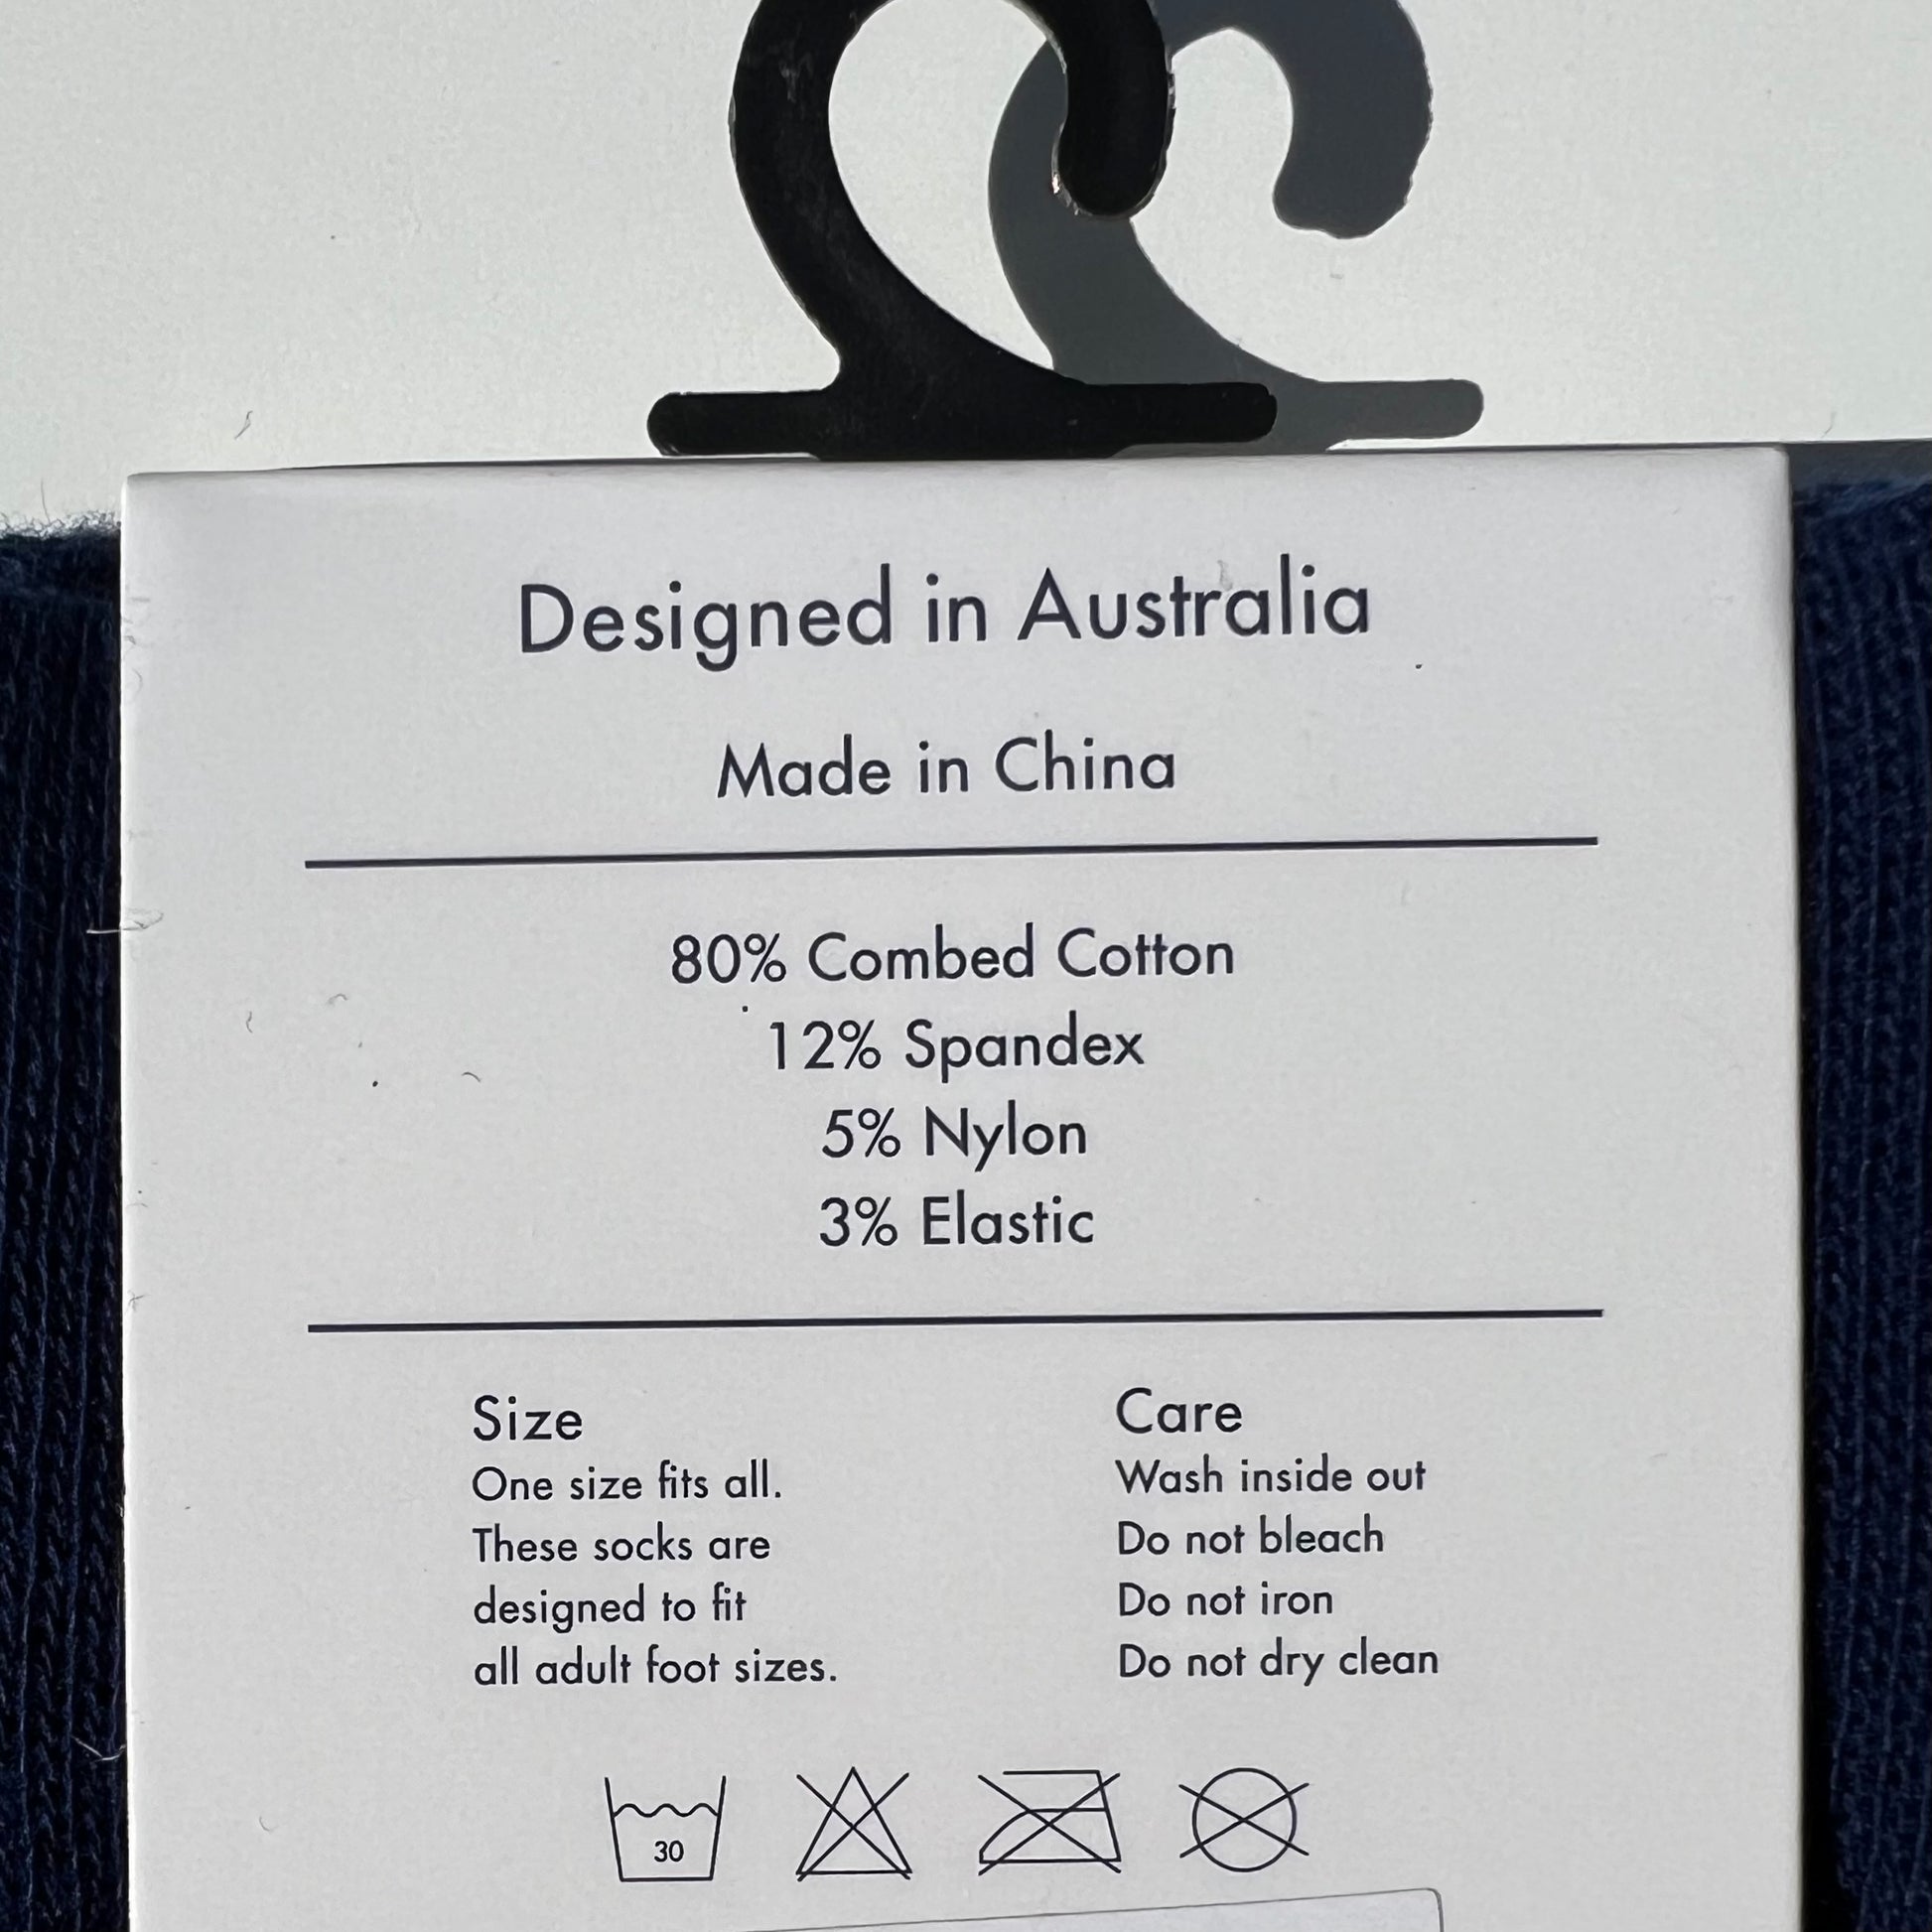 Designed in Australia
Made in China
80% Combed Cotton
12% Spandex
5% Nylon
3% Elastic
Size
One size fits all.
These socks are
designed to fit
all adult foot sizes.
Care
Wash inside out
Do not bleach
Do not iron
Do not dry clean
30